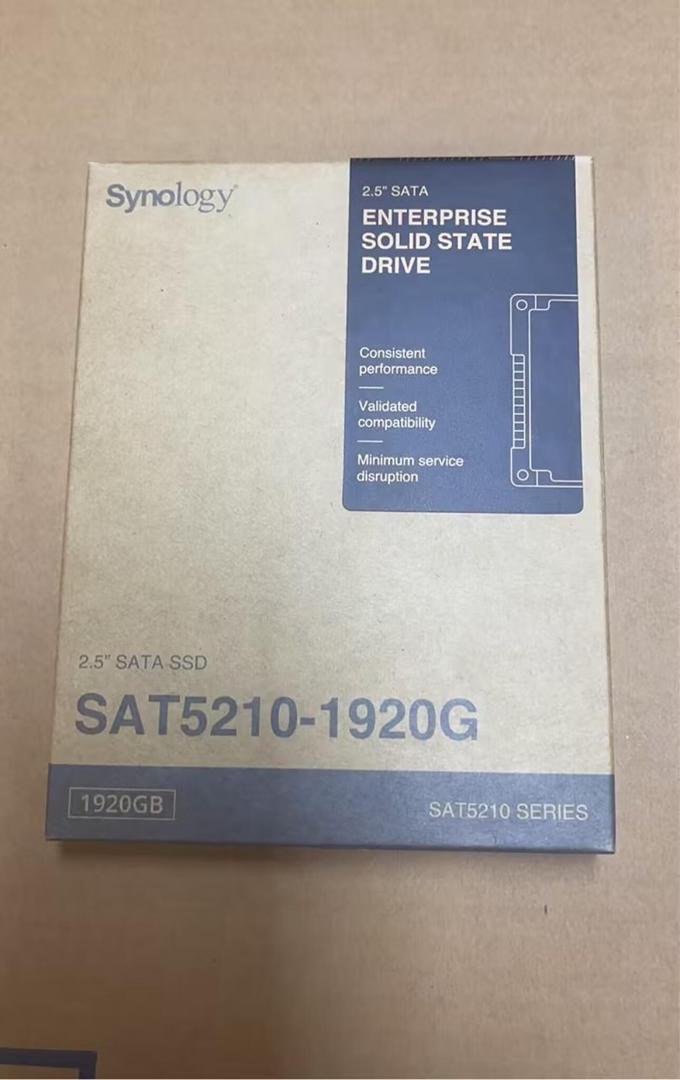 Synology
2.5" SATA
ENTERPRISE
SOLID STATE
DRIVE
Consistent
performance
Validated
compatibility
Minimum service
disruption
2.5" SATA SSD
SAT5210-1920G
1920GB
SAT5210 SERIES